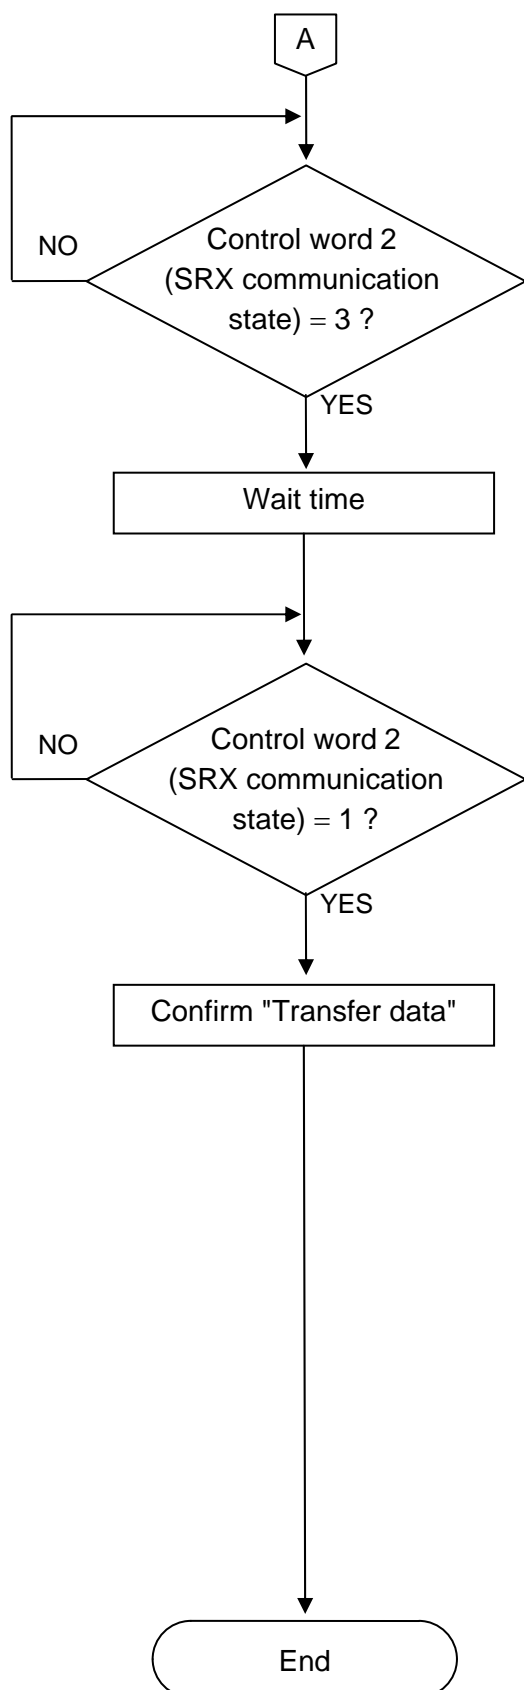 A
NO
Control word 2
(SRX communication
state) = 3 ?
YES
Wait time
NO
Control word 2
(SRX communication
state) = 1 ?
YES
Confirm "Transfer data"
End